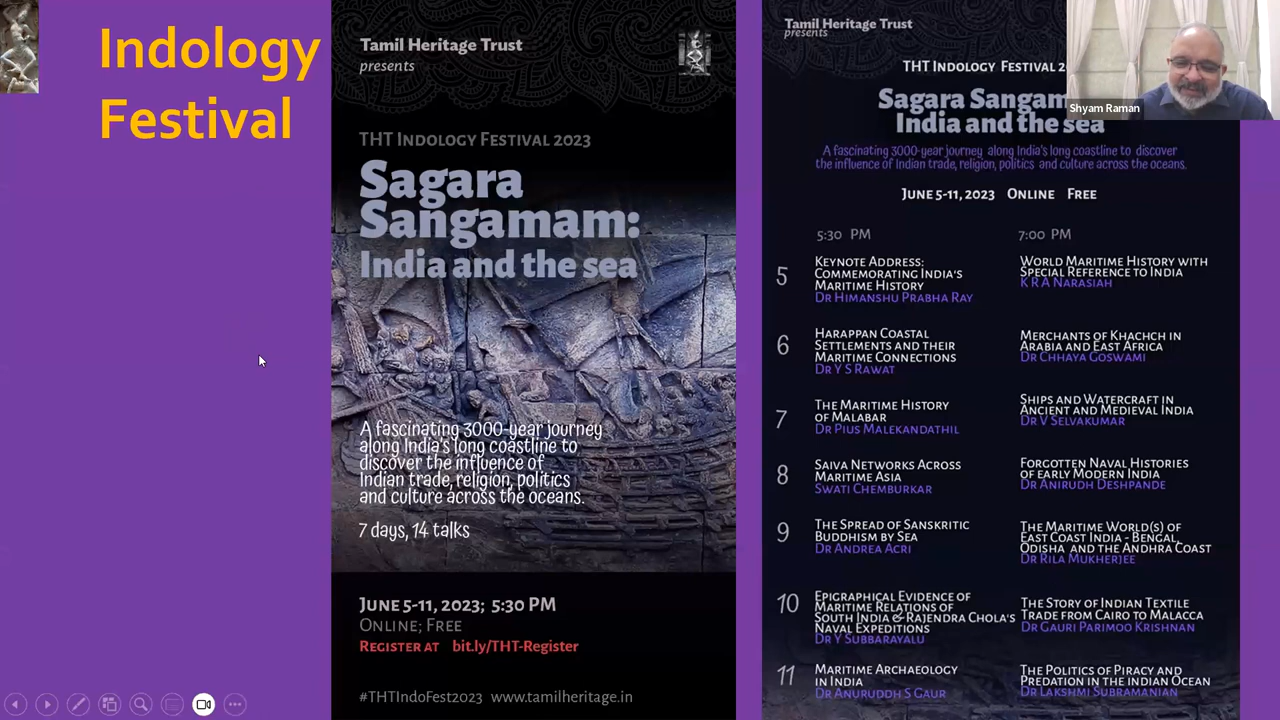 Indology
Festival
Tamil Heritage Trust
presents
THT Indology Festival 2023
Sagara
Sangamam:
India and the sea
A fascinating 3000-year journey
along India's long coastline to
discover the influence of
Indian trade, religion, politics
and culture across the oceans.
7 days, 14 talks
June 5-11, 2023; 5:30 PM
Online; Free
Register at bit.ly/THT-Register
#THTIndoFest2023 www.tamilheritage.in
Tamil Heritage Trust
presents
THT Indology Festival 2
Sagara Sangam
India and the sea
A fascinating 3000-year journey along India's long coastline to discover
the influence of Indian trade, religion, politics and culture across the oceans.
June 5-11, 2023 Online Free
5:30 PM 7:00 PM
5
Keynote Address:
Commemorating India's
Maritime History
Dr Himanshu Prabha Ray
World Maritime History with
Special Reference to India
K R A Narasiah
6
Harappan Coastal
Settlements and their
Maritime Connections
Dr Y S Rawat
Merchants of Khachch in
Arabia and East Africa
Dr Chhaya Goswami
7
The Maritime History
of Malabar
Dr Pius Malekandathil
Ships and Watercraft in
Ancient and Medieval India
Dr V Selvakumar
8
Saiva Networks Across
Maritime Asia
Swati Chemburkar
Forgotten Naval Histories
of Early Modern India
Dr Anirudh Deshpande
9
The Spread of Sanskritic
Buddhism by Sea
Dr Andrea Acri
The Maritime World(s) of
East Coast India - Bengal,
Odisha and the Andhra Coast
Dr Rila Mukherjee
10
Epigraphical Evidence of
Maritime Relations of
South India & Rajendra Chola's
Naval Expeditions
Dr Y Subbarayalu
The Story of Indian Textile
Trade from Cairo to Malacca
Dr Gauri Parimoo Krishnan
11
Maritime Archaeology
in India
Dr Anuruddh S Gaur
The Politics of Piracy and
Predation in the Indian Ocean
Dr Lakshmi Subramanian
Shyam Raman